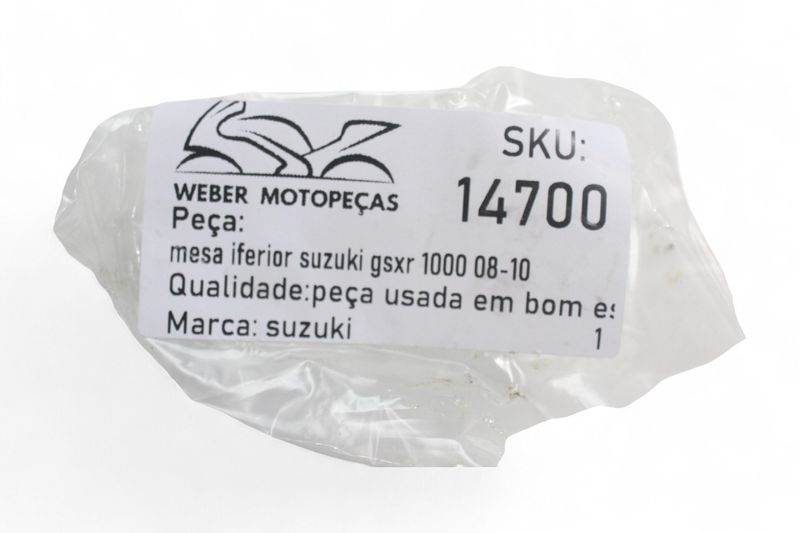 WEBER MOTOPEÇAS
SKU:
14700
Peça:
mesa iferior suzuki gsxr 1000 08-10
Qualidade:peça usada em bom es
Marca: suzuki
1